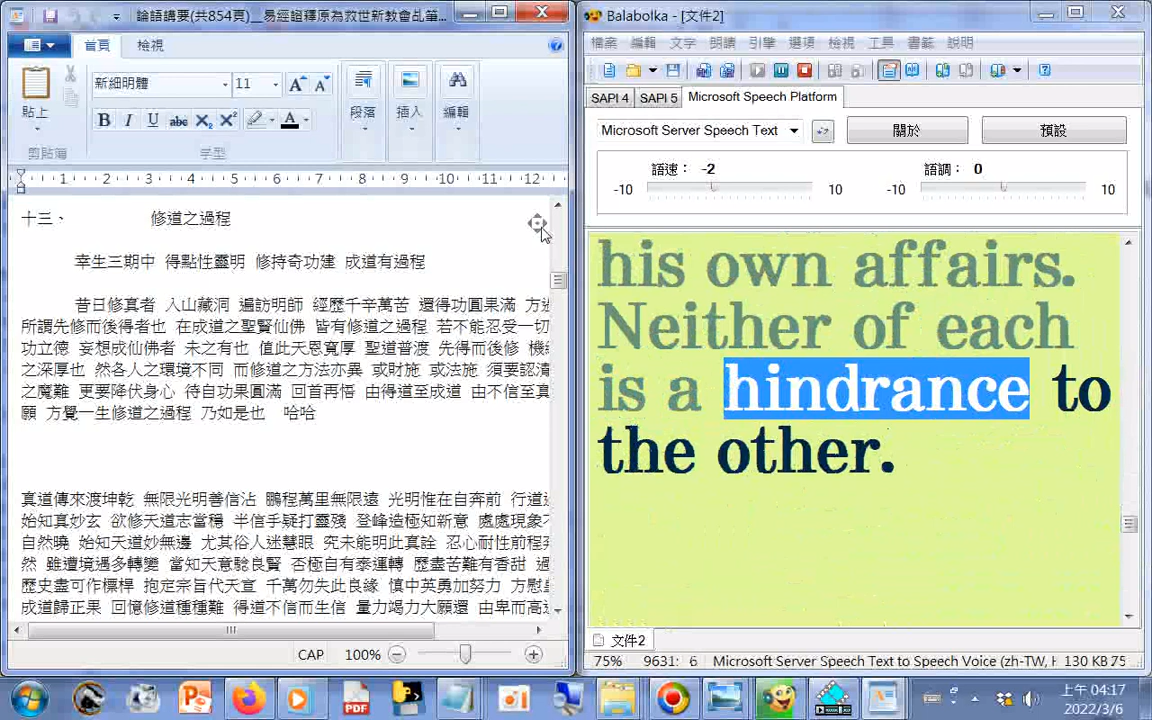 論語講要(共854頁)__易經證釋原為救世新教會乩筆...
首頁
檢視
貼上
新細明體
11
B I U abc X₂ X²
A
段落
插入
編輯
剪貼簿
字型
1 2 3 4 5 6 7 8 9 10 11 12
十三、 修道之過程
幸生三期中 得點性靈明 修持奇功建 成道有過程
昔日修真者 入山藏洞 遍訪明師 經歷千辛萬苦 還得功圓果滿 方
所謂先修而後得者也 在成道之聖賢仙佛 皆有修道之過程 若不能忍受一切
功立德 妄想成仙佛者 未之有也 值此天恩寬厚 聖道普渡 先得而後修 機
之深厚也 然各人之環境不同 而修道之方法亦異 或財施 或法施 須要認清
之魔難 更要降伏身心 待自功果圓滿 回首再悟 由得道至成道 由不信至真
願 方覺一生修道之過程 乃如是也 哈哈
真道傳來渡坤乾 無限光明善信沾 鵬程萬里無限遠 光明惟在自奔前 行道
始知真妙玄 欲修天道志當穩 半信半疑打靈殘 登峰造極知新意 處處現象
自然曉 始知天道妙無邊 尤其俗人迷慧眼 究未能明此真詮 忍心耐性前程
然 雖遭境遇多轉變 當知天意驗良賢 否極自有泰運轉 歷盡苦難有香甜
歷史盡可作標桿 抱定宗旨代天宣 千萬勿失此良緣 慎中英勇加努力 方慰
成道歸正果 回憶修道種種難 得道不信而生信 量力竭力大願還 由卑而高
CAP 100%
Balabolka - [文件2]
檔案 編輯 文字 朗讀 引擎 選項 檢視 工具 書籤 說明
SAPI 4 SAPI 5 Microsoft Speech Platform
Microsoft Server Speech Text
關於
預設
語速： -2
語調： 0
-10 10 -10 10
his own affairs.
Neither of each
is a hindrance to
the other.
文件2
75% 9631: 6 Microsoft Server Speech Text to Speech Voice (zh-TW, H 130 KB 75
PDF
上午 04:17
2022/3/6